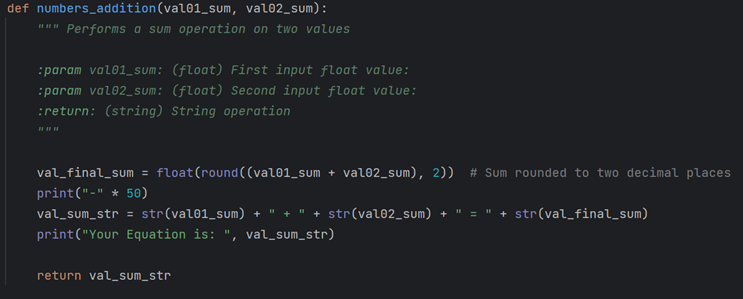 def numbers_addition(val01_sum, val02_sum):
    """ Performs a sum operation on two values

    :param val01_sum: (float) First input float value:
    :param val02_sum: (float) Second input float value:
    :return: (string) String operation
    """

    val_final_sum = float(round((val01_sum + val02_sum), 2))  # Sum rounded to two decimal places
    print("-" * 50)
    val_sum_str = str(val01_sum) + " + " + str(val02_sum) + " = " + str(val_final_sum)
    print("Your Equation is: ", val_sum_str)

    return val_sum_str